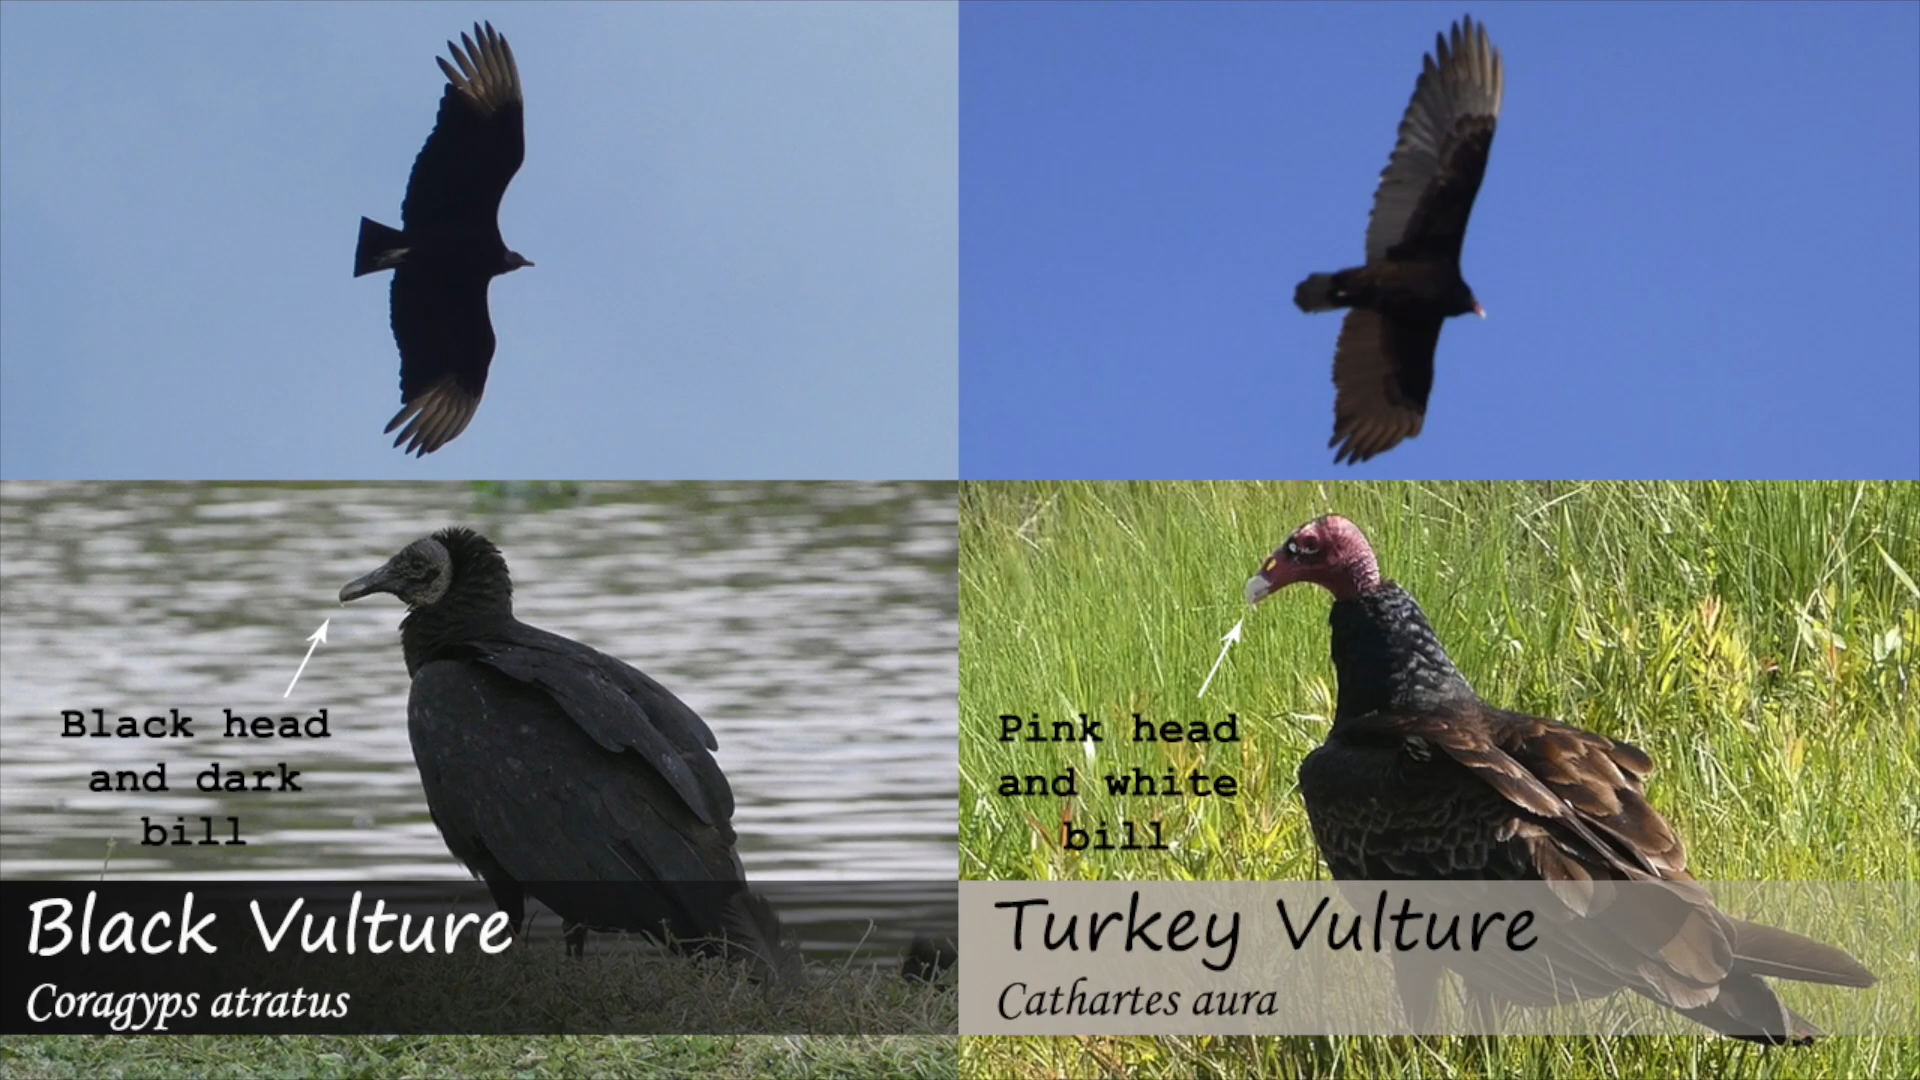 Black head
and dark
bill
Black Vulture
Coragyps atratus
Pink head
and white
bill
Turkey Vulture
Cathartes aura